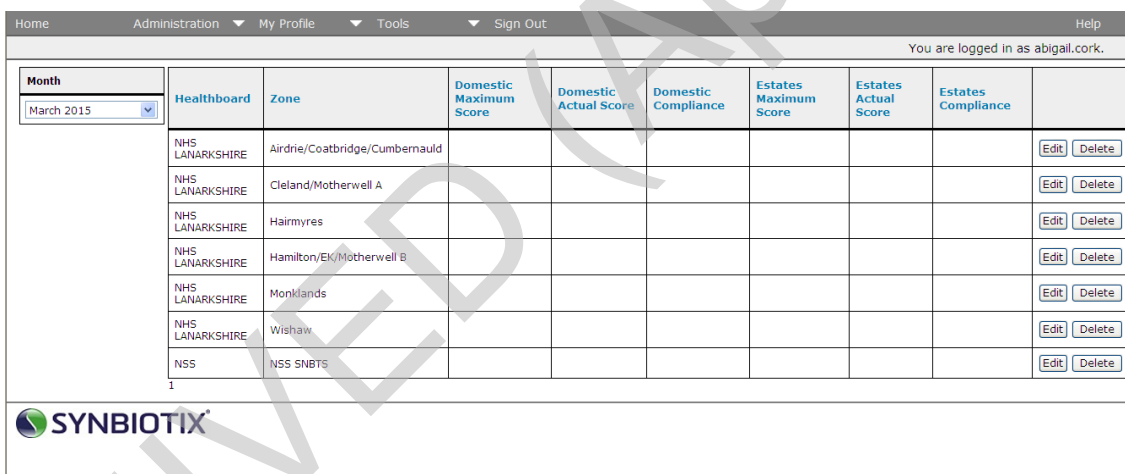 Home Administration My Profile Tools Sign Out Help
You are logged in as abigail.cork.
Month
March 2015
Healthboard Zone Domestic Maximum Score Domestic Actual Score Domestic Compliance Estates Maximum Score Estates Actual Score Estates Compliance
NHS LANARKSHIRE Airdrie/Coatbridge/Cumbernauld Edit Delete
NHS LANARKSHIRE Cleland/Motherwell A Edit Delete
NHS LANARKSHIRE Hairmyres Edit Delete
NHS LANARKSHIRE Hamilton/EK/Motherwell B Edit Delete
NHS LANARKSHIRE Monklands Edit Delete
NHS LANARKSHIRE Wishaw Edit Delete
NSS NSS SNBTS Edit Delete
1
SYNBIOTIX